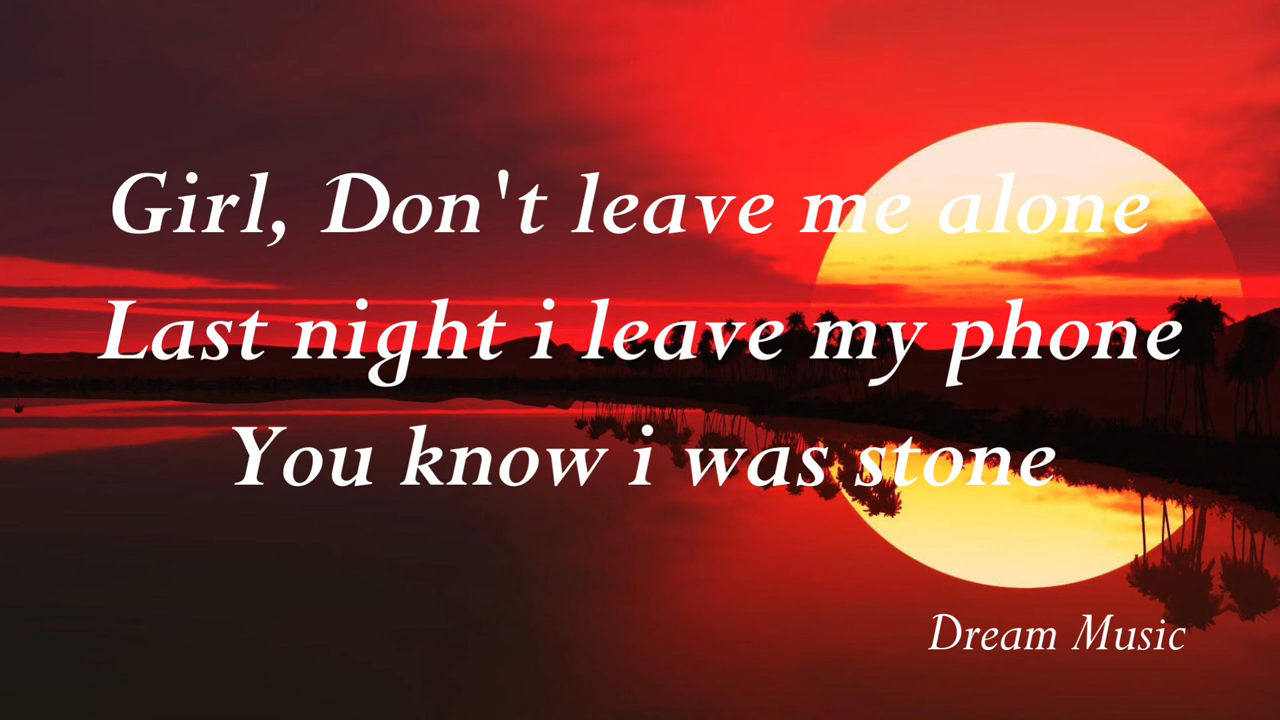 Girl, Don't leave me alone
Last night i leave my phone
You know i was stone
Dream Music